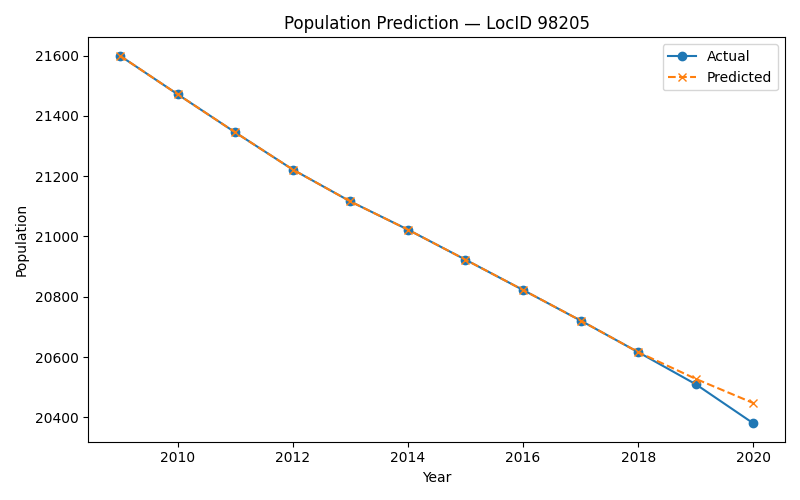 Population Prediction — LocID 98205
Actual
Predicted
Population
21600
21400
21200
21000
20800
20600
20400
2010 2012 2014 2016 2018 2020
Year